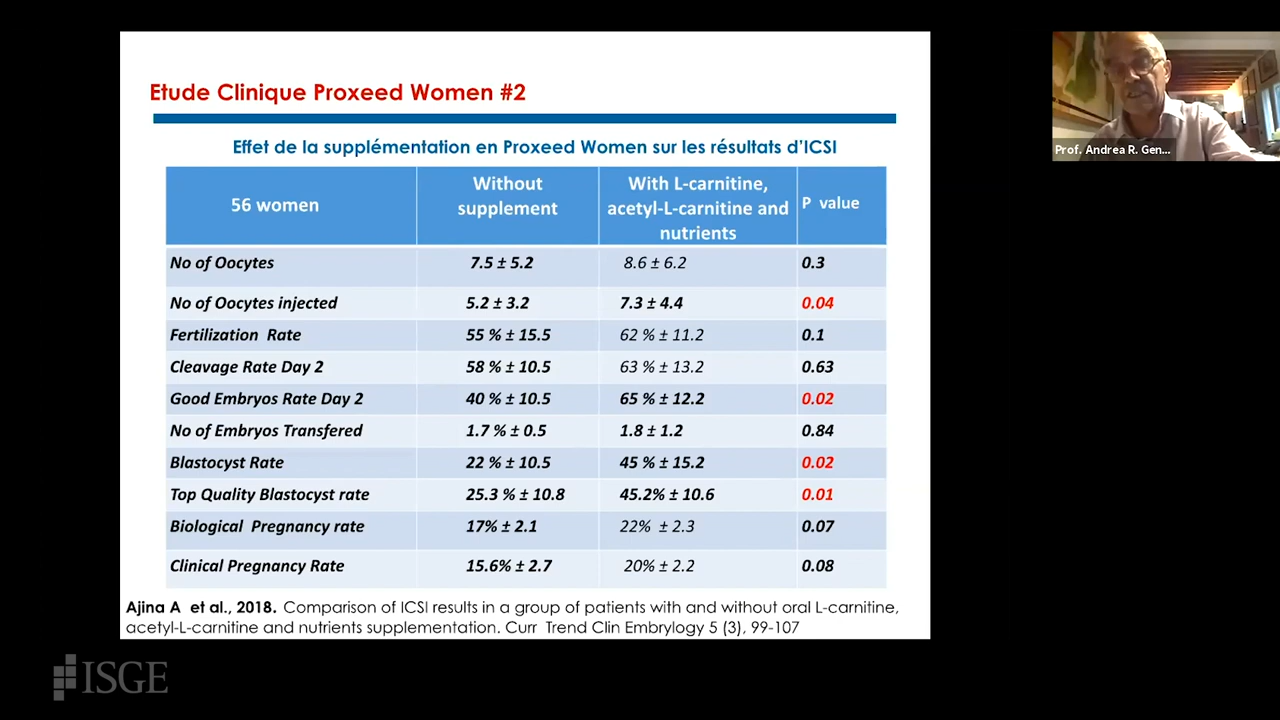 Etude Clinique Proxeed Women #2
Effet de la supplémentation en Proxeed Women sur les résultats d'ICSI
56 women
Without
supplement
With L-carnitine,
acetyl-L-carnitine and
nutrients
P value
No of Oocytes 7.5 ± 5.2 8.6 ± 6.2 0.3
No of Oocytes injected 5.2 ± 3.2 7.3 ± 4.4 0.04
Fertilization Rate 55 % ± 15.5 62 % ± 11.2 0.1
Cleavage Rate Day 2 58 % ± 10.5 63 % ± 13.2 0.63
Good Embryos Rate Day 2 40 % ± 10.5 65 % ± 12.2 0.02
No of Embryos Transfered 1.7 % ± 0.5 1.8 ± 1.2 0.84
Blastocyst Rate 22 % ± 10.5 45 % ± 15.2 0.02
Top Quality Blastocyst rate 25.3 % ± 10.8 45.2% ± 10.6 0.01
Biological Pregnancy rate 17% ± 2.1 22% ± 2.3 0.07
Clinical Pregnancy Rate 15.6% ± 2.7 20% ± 2.2 0.08
Ajina A et al., 2018. Comparison of ICSI results in a group of patients with and without oral L-carnitine,
acetyl-L-carnitine and nutrients supplementation. Curr Trend Clin Embrylogy 5 (3), 99-107
Prof. Andrea R. Gen...
ISGE